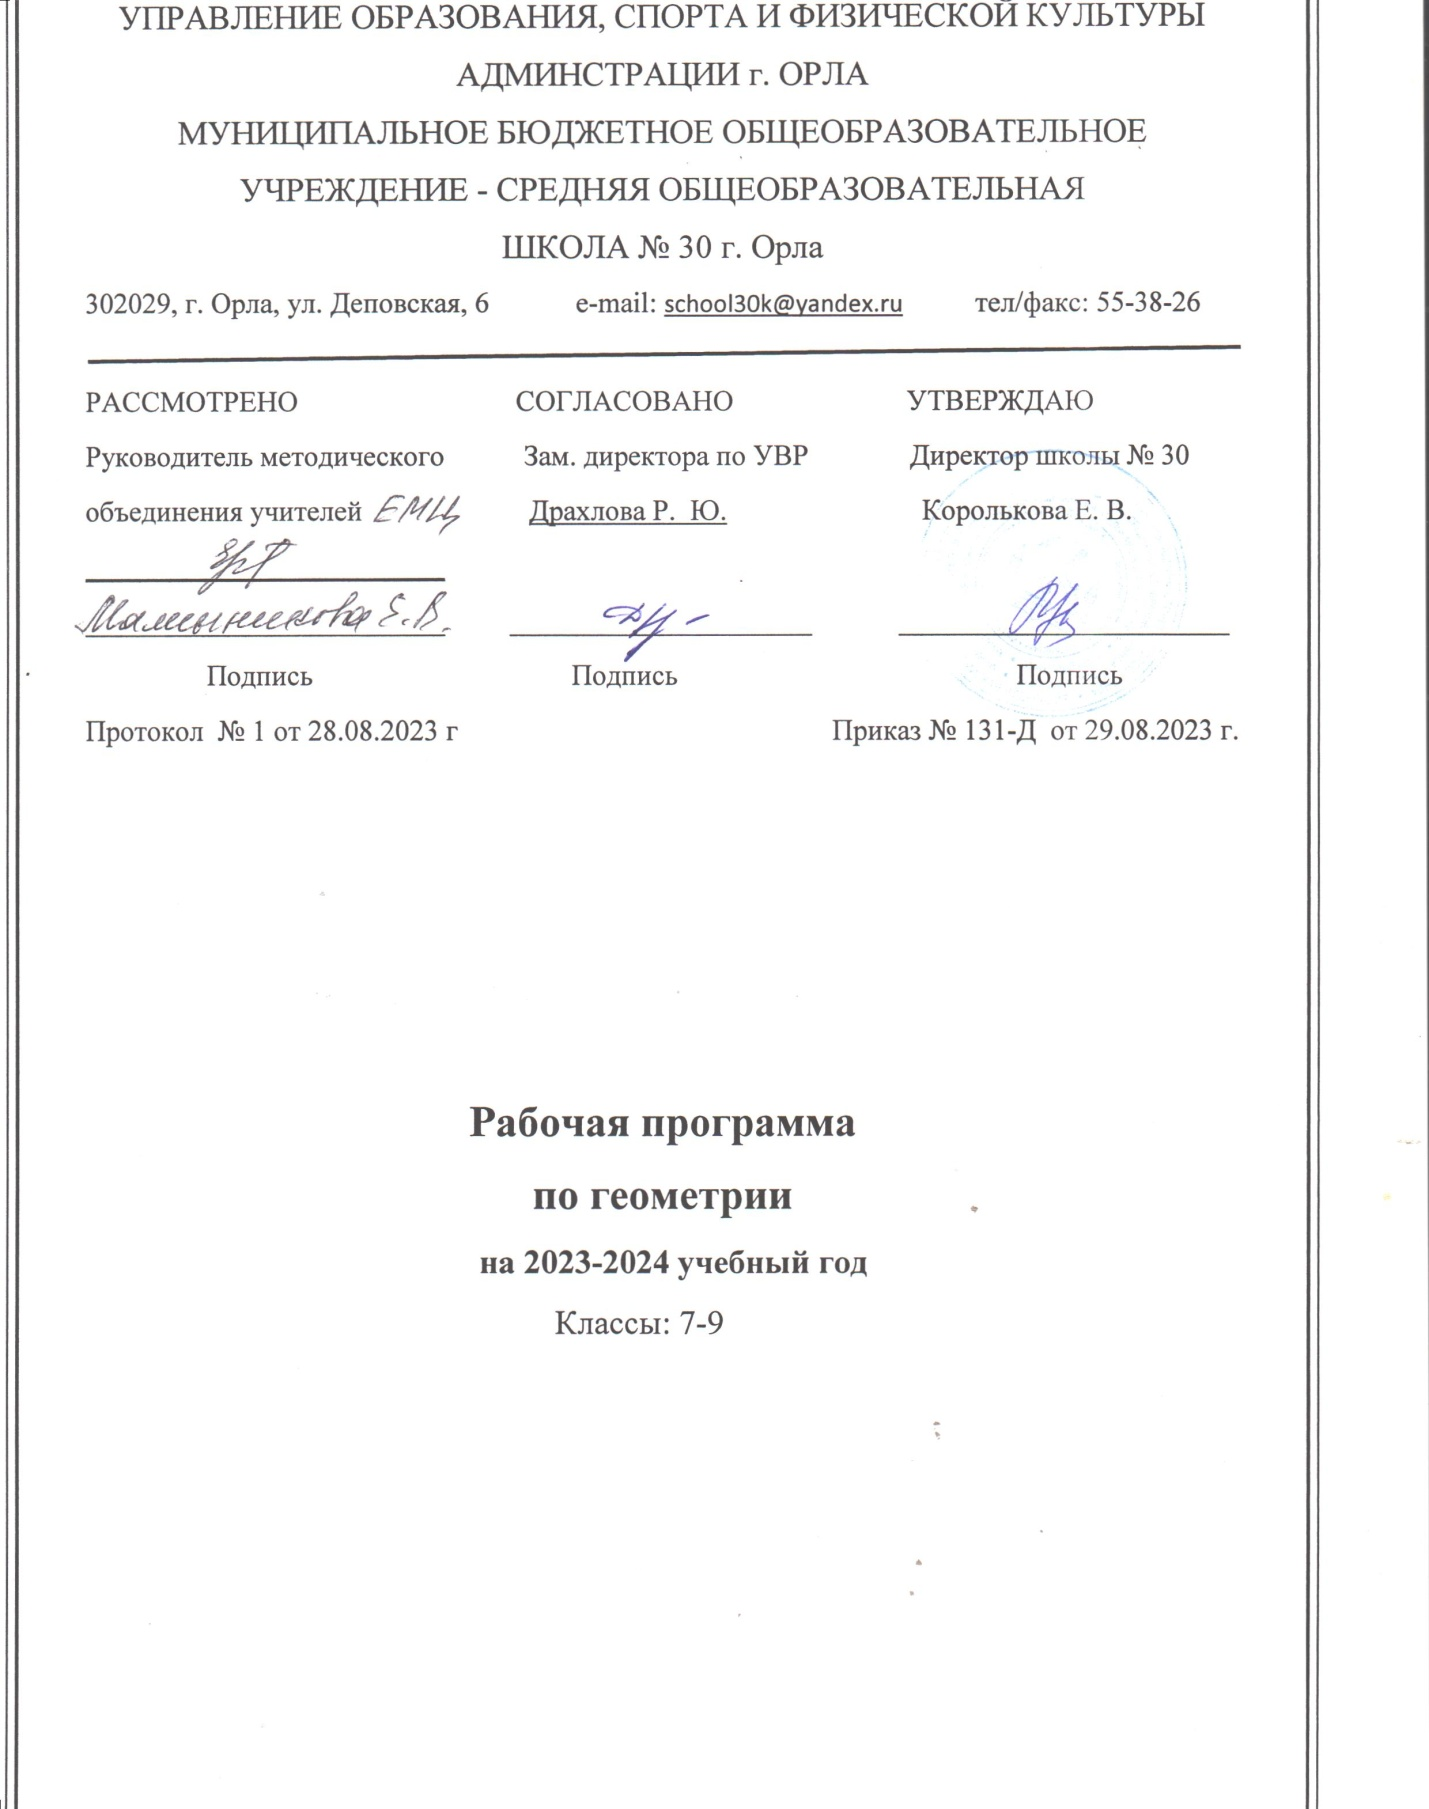 УПРАВЛЕНИЕ ОБРАЗОВАНИЯ, СПОРТА И ФИЗИЧЕСКОЙ КУЛЬТУРЫ
АДМИНСТРАЦИИ г. ОРЛА
МУНИЦИПАЛЬНОЕ БЮДЖЕТНОЕ ОБЩЕОБРАЗОВАТЕЛЬНОЕ
УЧРЕЖДЕНИЕ - СРЕДНЯЯ ОБЩЕОБРАЗОВАТЕЛЬНАЯ
ШКОЛА № 30 г. Орла
302029, г. Орла, ул. Деповская, 6 e-mail: school30k@yandex.ru тел/факс: 55-38-26
РАССМОТРЕНО СОГЛАСОВАНО УТВЕРЖДАЮ
Руководитель методического Зам. директора по УВР Директор школы № 30
объединения учителей ЕМЦ Драхлова Р. Ю. Королькова Е. В.
Е.В.
Подпись Подпись Подпись
Протокол № 1 от 28.08.2023 г Приказ № 131-Д от 29.08.2023 г.
Рабочая программа
по геометрии
на 2023-2024 учебный год
Классы: 7-9